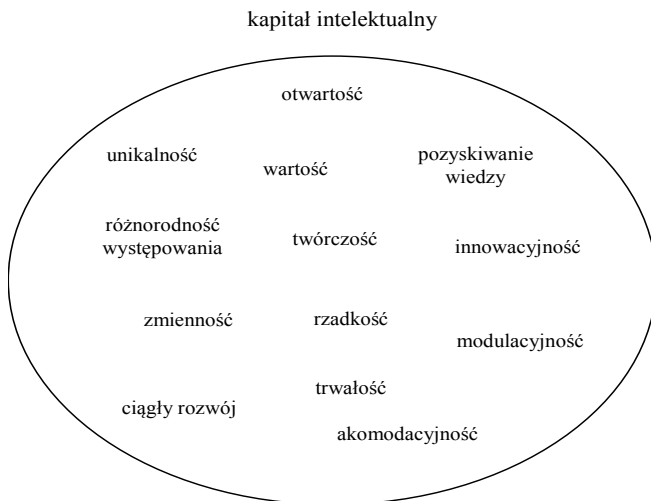 kapitał intelektualny
otwartość
unikalność
wartość
pozyskiwanie
wiedzy
różnorodność
występowania
twórczość
innowacyjność
zmienność
rzadkość
modulacyjność
ciągły rozwój
trwałość
akomodacyjność